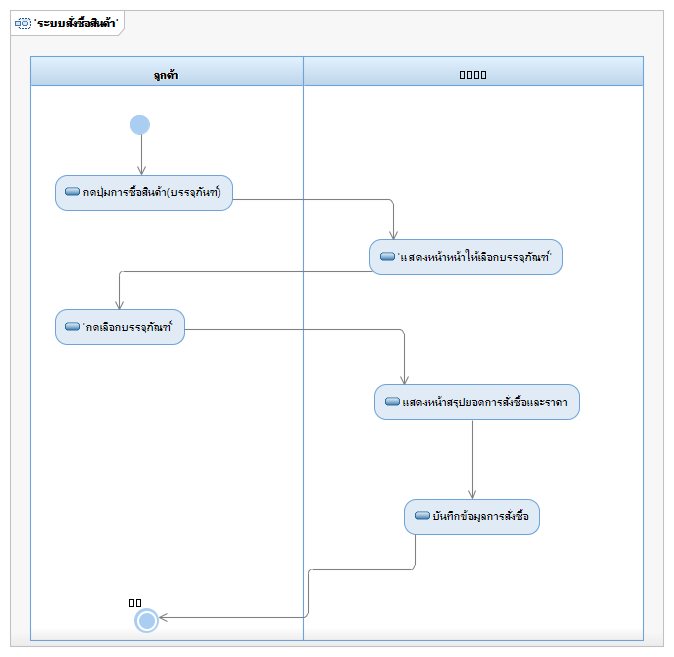 'ระบบสั่งซื้อสินค้า'
ลูกค้า
กดปุ่มการซื้อสินค้า(บรรจุภัณฑ์)
'แสดงหน้าหน้าให้เลือกบรรจุภัณฑ์'
'กดเลือกบรรจุภัณฑ์'
แสดงหน้าสรุปยอดการสั่งซื้อและราคา
บันทึกข้อมูลการสั่งซื้อ